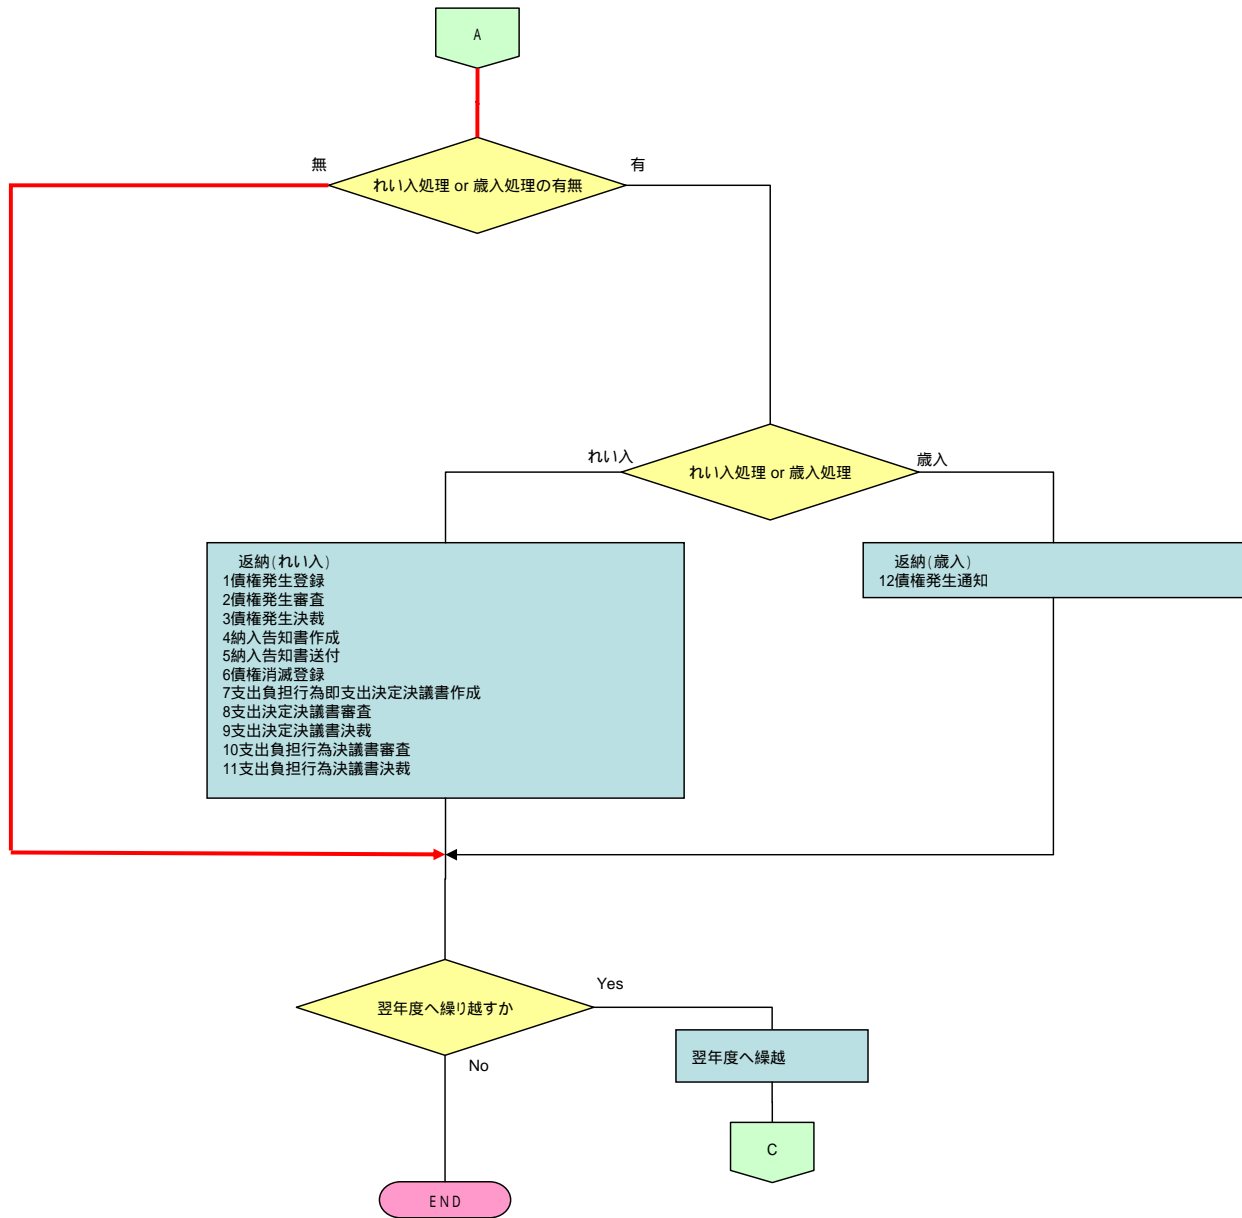 A
無
有
れい入処理 or 歳入処理の有無
れい入
歳入
れい入処理 or 歳入処理
返納(れい入)
1債権発生登録
2債権発生審査
3債権発生決裁
4納入告知書作成
5納入告知書送付
6債権消滅登録
7支出負担行為即支出決定決議書作成
8支出決定決議書審査
9支出決定決議書決裁
10支出負担行為決議書審査
11支出負担行為決議書決裁
返納(歳入)
12債権発生通知
Yes
翌年度へ繰り越すか
No
翌年度へ繰越
C
END